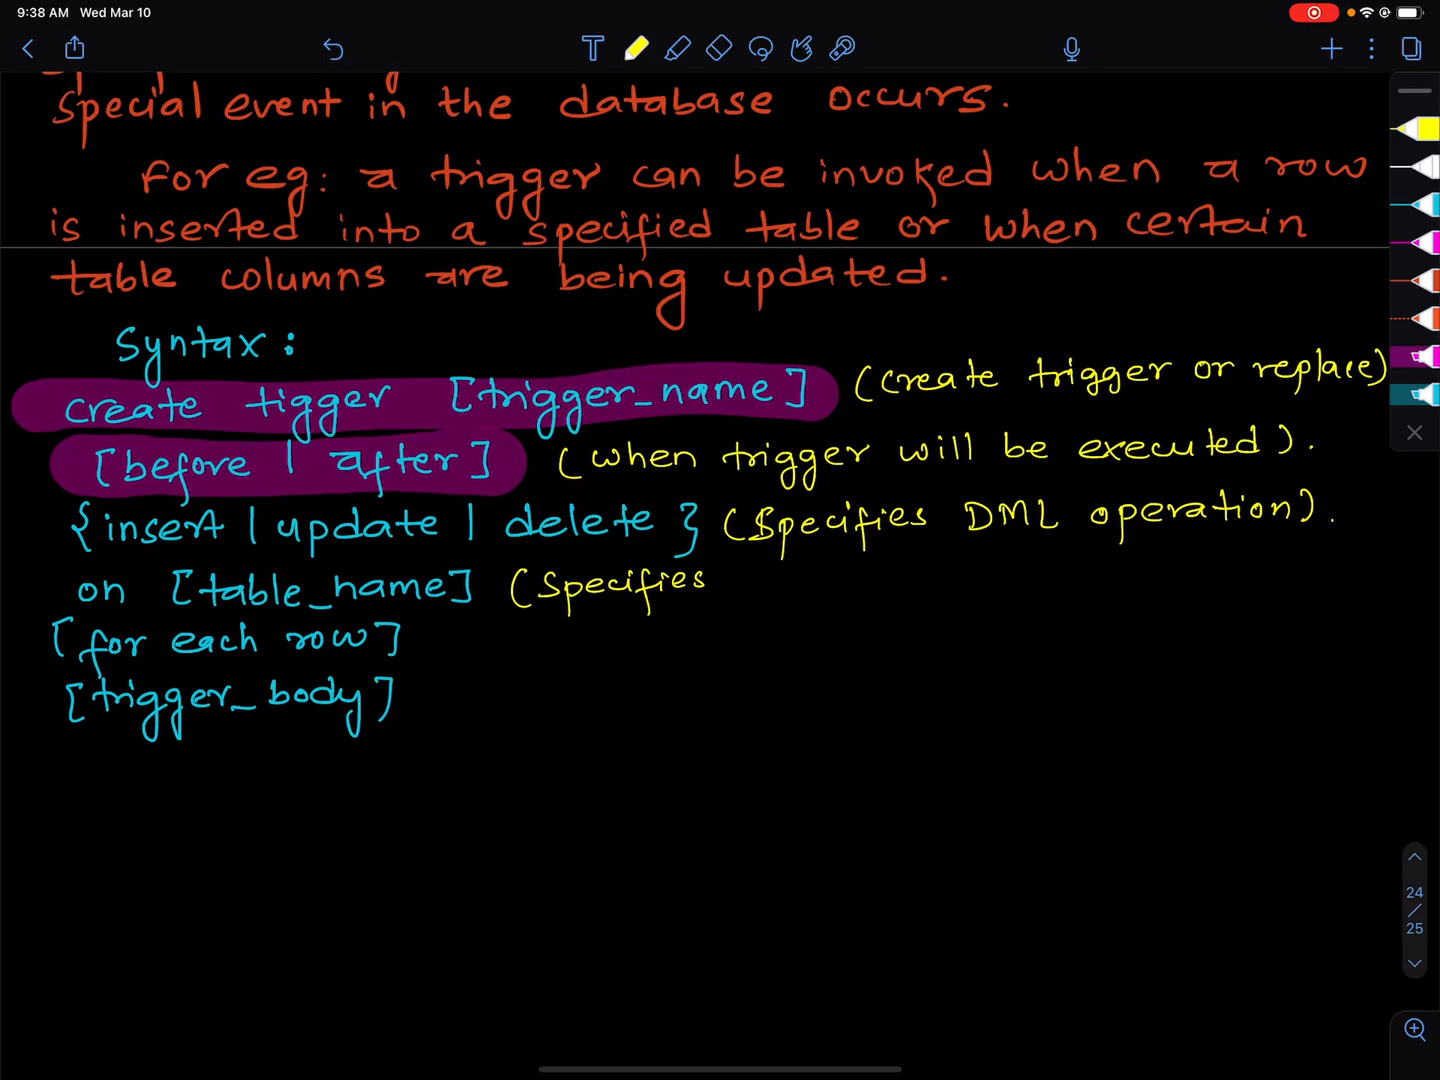 9:38 AM Wed Mar 10
special event in the database occurs.
for eg: a trigger can be invoked when a row
is inserted into a specified table or when certain
table columns are being updated.
Syntax:
create tigger [trigger_name] (create trigger or replace)
[before | after] (when trigger will be executed).
{insert | update | delete} (Specifies DML operation).
on [table_name] (Specifies
[for each row]
[trigger_body]
24
/
25